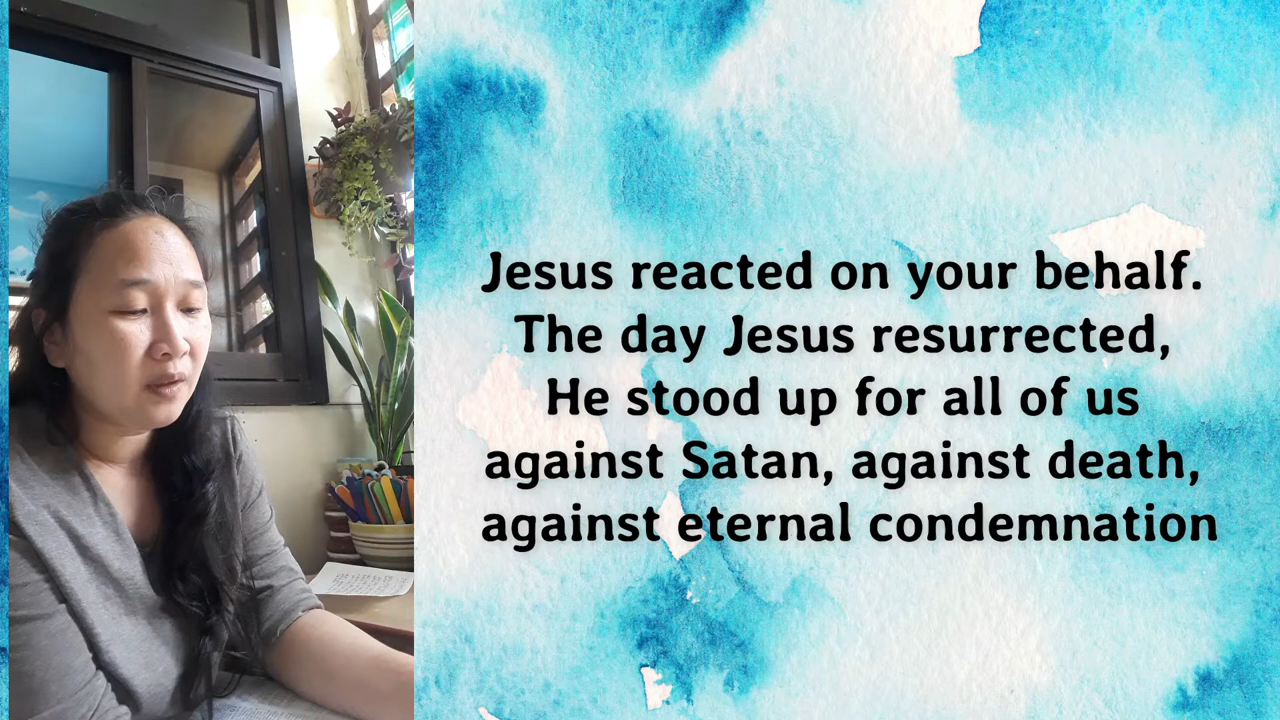 Jesus reacted on your behalf.
The day Jesus resurrected,
He stood up for all of us
against Satan, against death,
against eternal condemnation